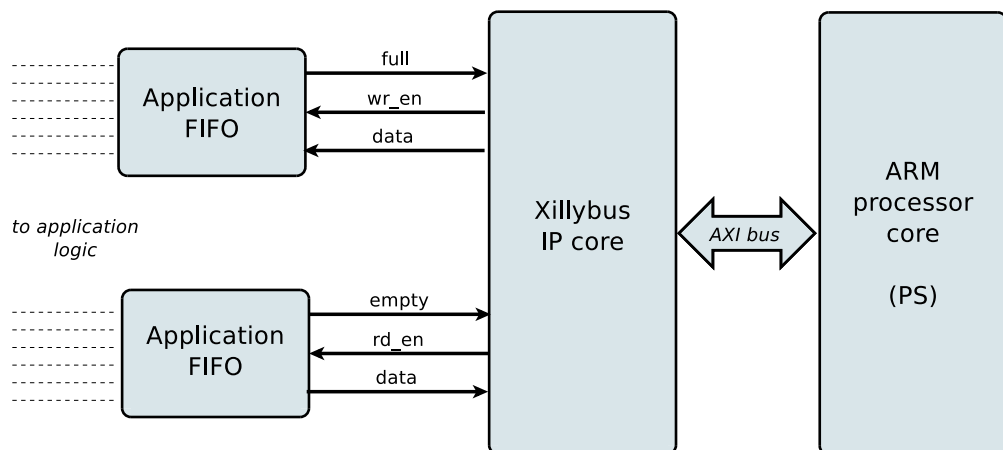 Application
FIFO
full
wr_en
data
to application
logic
Application
FIFO
empty
rd_en
data
Xillybus
IP core
AXI bus
ARM
processor
core
(PS)